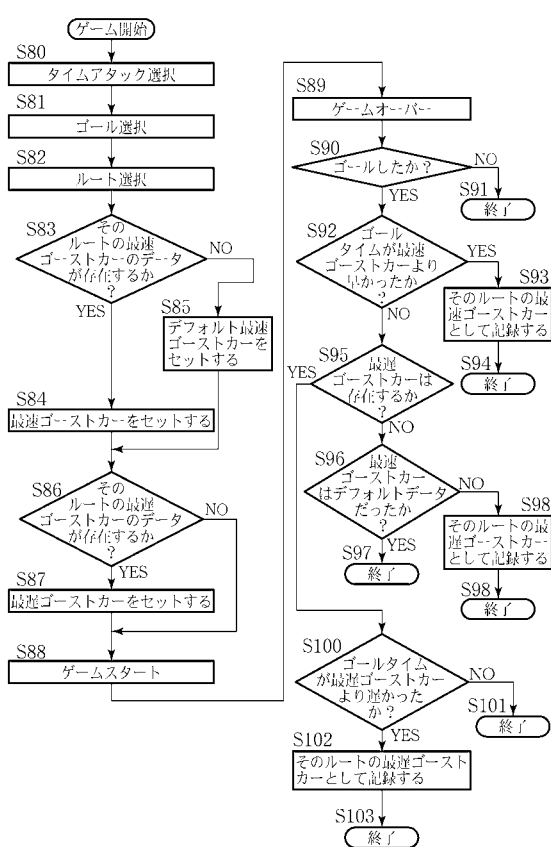 ゲーム開始
S80
タイムアタック選択
S81
ゴール選択
S82
ルート選択
S83
その
ルートの最速
ゴーストカーのデータ
が存在するか
?
NO
YES
S85
デフォルト最速
ゴーストカーを
セットする
S84
最速ゴーストカーをセットする
S86
その
ルートの最遅
ゴーストカーのデータ
が存在するか
?
NO
YES
S87
最遅ゴーストカーをセットする
S88
ゲームスタート
S89
ゲームオーバー
S90
ゴールしたか?
NO
YES
S91
終了
S92
ゴール
タイムが最速
ゴーストカーより
早かったか
?
YES
NO
S93
そのルートの最
速ゴーストカー
として記録する
S94
終了
S95
最遅
ゴーストカーは
存在するか
?
YES
NO
S96
最速
ゴーストカー
はデフォルトデータ
だったか
?
NO
YES
S97
終了
S98
そのルートの最
遅ゴーストカー
として記録する
S98
終了
S100
ゴールタイム
が最遅ゴーストカー
より遅かった
か?
NO
YES
S101
終了
S102
そのルートの最遅ゴースト
カーとして記録する
S103
終了